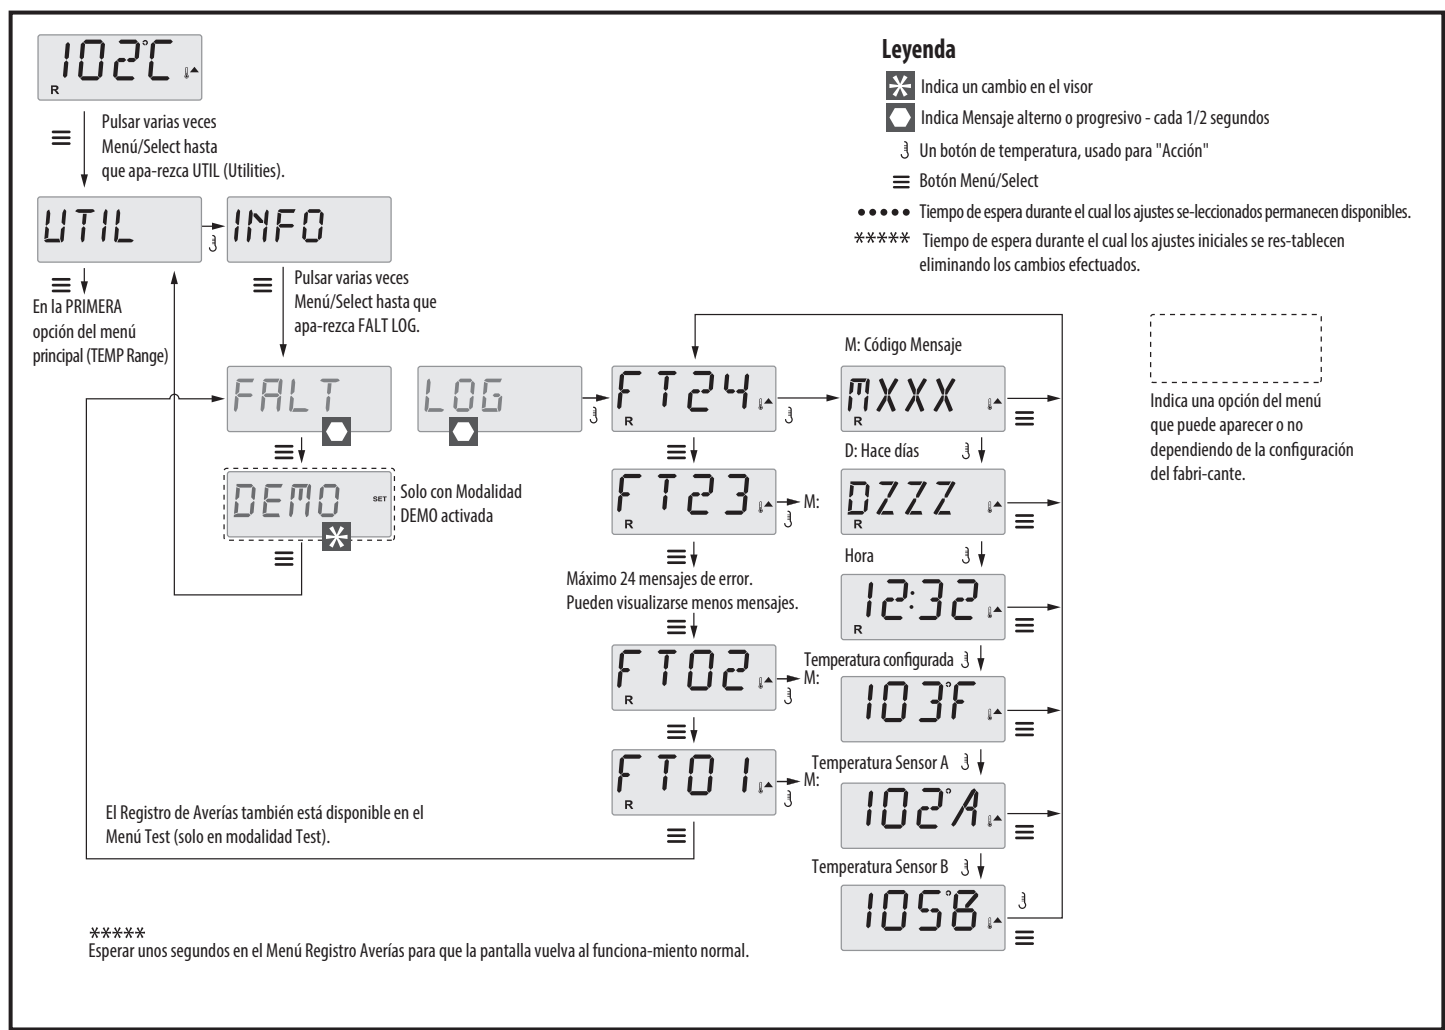 102°C
R
Pulsar varias veces
Menú/Select hasta
que apa-rezca UTIL (Utilities).
UTIL
INFO
En la PRIMERA
opción del menú
principal (TEMP Range)
Pulsar varias veces
Menú/Select hasta que
apa-rezca FALT LOG.
FALT
LOG
DEMO
SET
Solo con Modalidad
DEMO activada
FT24
R
FT23
R
M:
Máximo 24 mensajes de error.
Pueden visualizarse menos mensajes.
FT02
R
M:
FT01
R
M:
M: Código Mensaje
MXXX
R
D: Hace días
DZZZ
R
Hora
12:32
R
Temperatura configurada
103°F
Temperatura Sensor A
102°A
Temperatura Sensor B
105°B
Leyenda
Indica un cambio en el visor
Indica Mensaje alterno o progresivo - cada 1/2 segundos
Un botón de temperatura, usado para "Acción"
Botón Menú/Select
••••• Tiempo de espera durante el cual los ajustes se-leccionados permanecen disponibles.
***** Tiempo de espera durante el cual los ajustes iniciales se res-tablecen
eliminando los cambios efectuados.
Indica una opción del menú
que puede aparecer o no
dependiendo de la configuración
del fabri-cante.
El Registro de Averías también está disponible en el
Menú Test (solo en modalidad Test).
*****
Esperar unos segundos en el Menú Registro Averías para que la pantalla vuelva al funciona-miento normal.